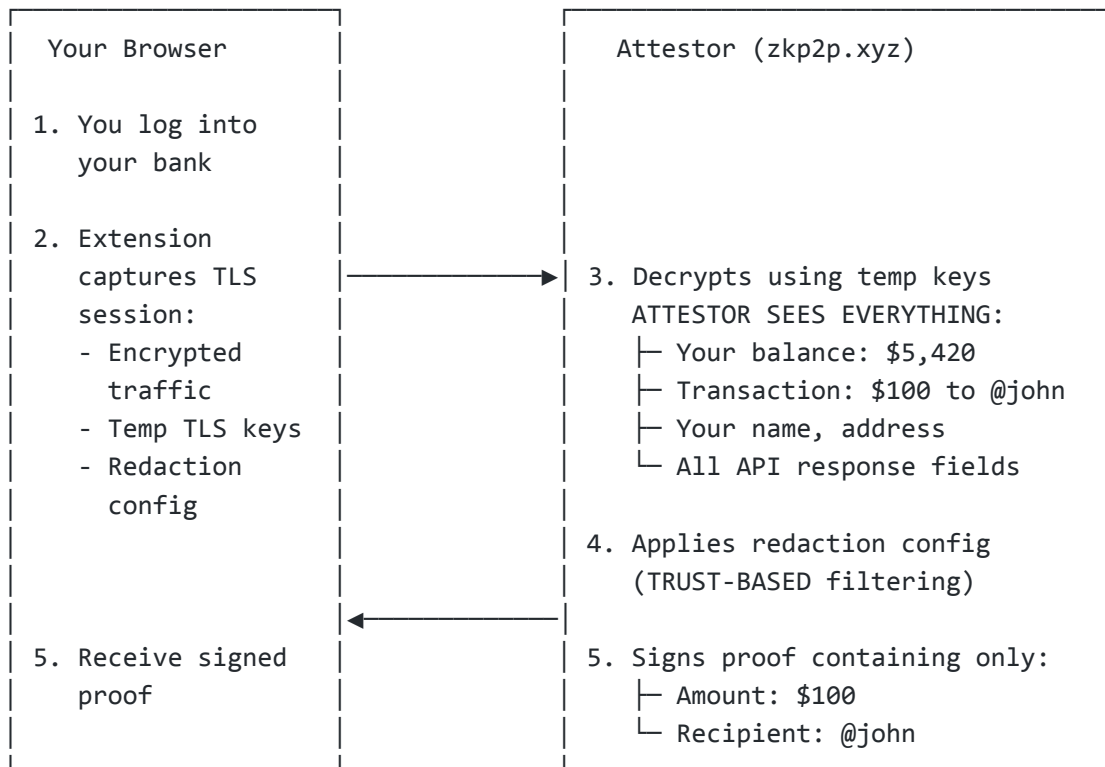 Your Browser
Attestor (zkp2p.xyz)
1. You log into
your bank
2. Extension
captures TLS
session:
- Encrypted
traffic
- Temp TLS keys
- Redaction
config
3. Decrypts using temp keys
ATTESTOR SEES EVERYTHING:
├─ Your balance: $5,420
├─ Transaction: $100 to @john
├─ Your name, address
└─ All API response fields
4. Applies redaction config
(TRUST-BASED filtering)
5. Receive signed
proof
5. Signs proof containing only:
├─ Amount: $100
└─ Recipient: @john